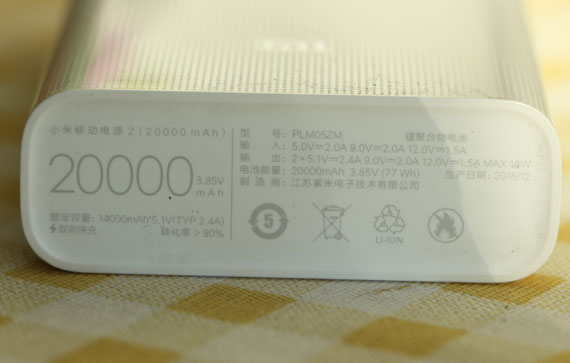 小米移动电源 2 (20000 mAh)
20000 3.85V mAh
额定容量: 14000mAh 5.1V(TYP 2.4A)
双向快充 转化率 > 90%
型 号: PLM05ZM 锂聚合物电池
输 入: 5.0V⎓2.0A 9.0V⎓2.0A 12.0V⎓1.5A
输 出: 2×5.1V⎓2.4A 9.0V⎓2.0A 12.0V⎓1.5A MAX 18W
电池能量: 20000mAh 3.85V (77 Wh) 生产日期: 2016/12
制 造 商: 江苏紫米电子技术有限公司
5
LI-ION
mi